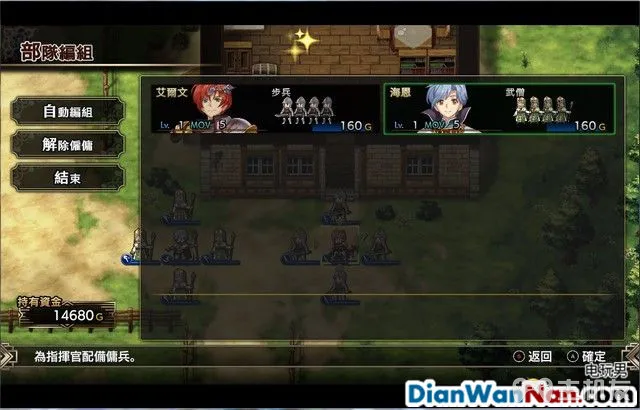 部隊編組
艾爾文 步兵
Lv. 1 MOV 5 160G
海恩 武僧
Lv. 1 MOV 5 160G
自動編組
解除僱傭
結束
持有資金
14680G
為指揮官配備傭兵。
返回 A 確定
电玩男
DianWanNan.com